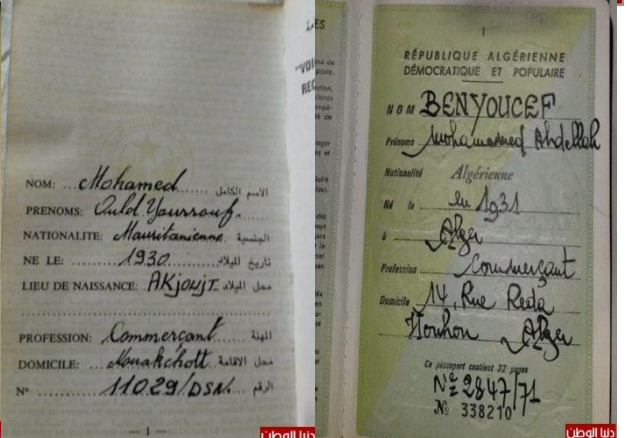 NOM: Mohamed الاسم الكامل
PRENOMS: Ould Youssouf
NATIONALITE: Mauritanienne الجنسية
NE LE: 1930 تاريخ الميلاد
LIEU DE NAISSANCE: AKjoujT محل الميلاد
PROFESSION: Commerçant المهنة
DOMICILE: Nouakchott محل الاقامة
N° 11029/DSN. الرقم
— 1 —
دنيا الوطن
1
RÉPUBLIQUE ALGÉRIENNE
DÉMOCRATIQUE ET POPULAIRE
NOM BENYOUCEF
Prénoms Mohamed Abdellah
Nationalité Algérienne
Né le en 1931
à Alger
Profession Commerçant
Domicile 14, Rue Reda
Houhou Alger
Ce passeport contient 32 pages
N° 2847/71
№ 338210
دنيا الوطن